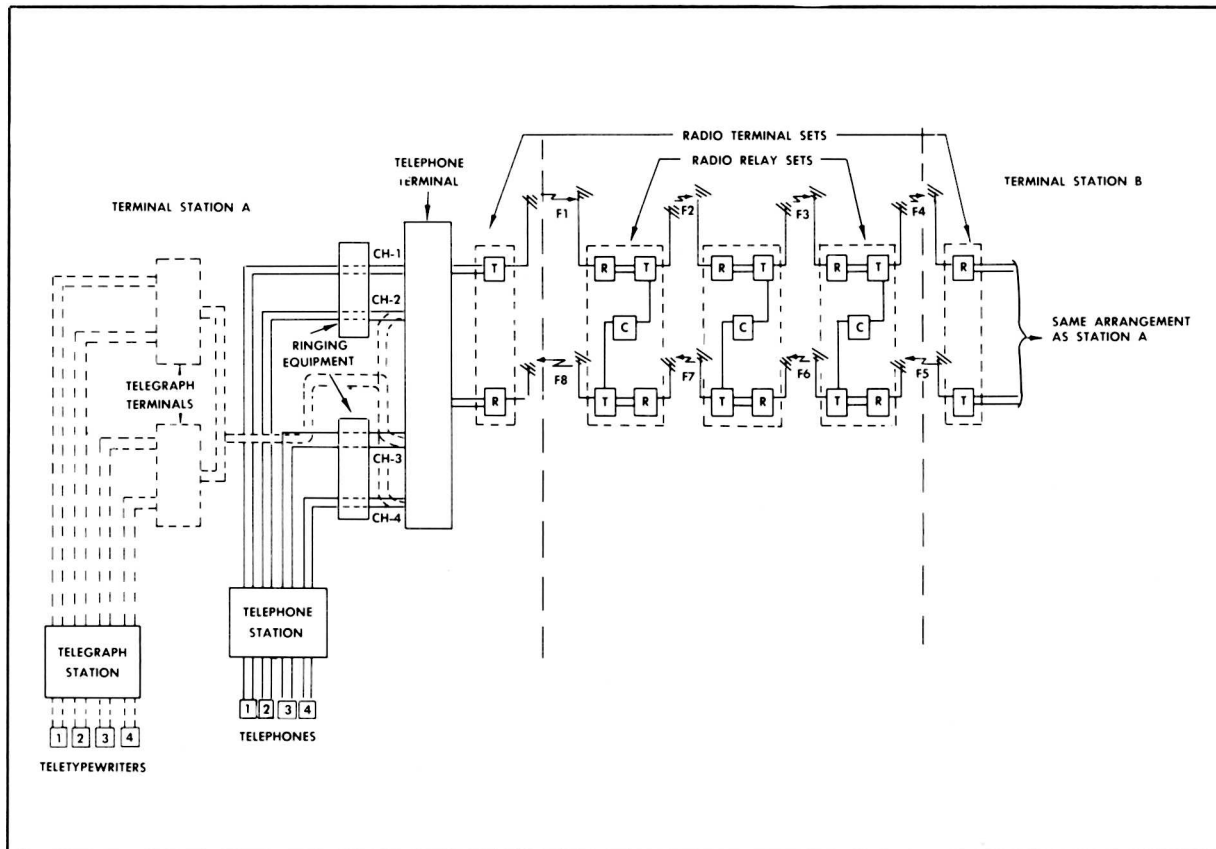 RADIO TERMINAL SETS
TELEPHONE
TERMINAL
RADIO RELAY SETS
TERMINAL STATION B
TERMINAL STATION A
F1
F2
F3
F4
CH-1
T
R
T
R
T
R
T
R
CH-2
C
C
C
RINGING
EQUIPMENT
SAME ARRANGEMENT
AS STATION A
TELEGRAPH
TERMINALS
F8
F7
F6
F5
R
T
R
T
R
T
R
T
CH-3
CH-4
TELEPHONE
STATION
TELEGRAPH
STATION
1 2 3 4
TELEPHONES
1 2 3 4
TELETYPEWRITERS